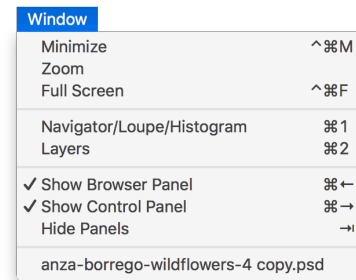 Window
Minimize ^⌘M
Zoom
Full Screen ^⌘F
Navigator/Loupe/Histogram ⌘1
Layers ⌘2
✓ Show Browser Panel ⌘←
✓ Show Control Panel ⌘→
Hide Panels →|
anza-borrego-wildflowers-4 copy.psd